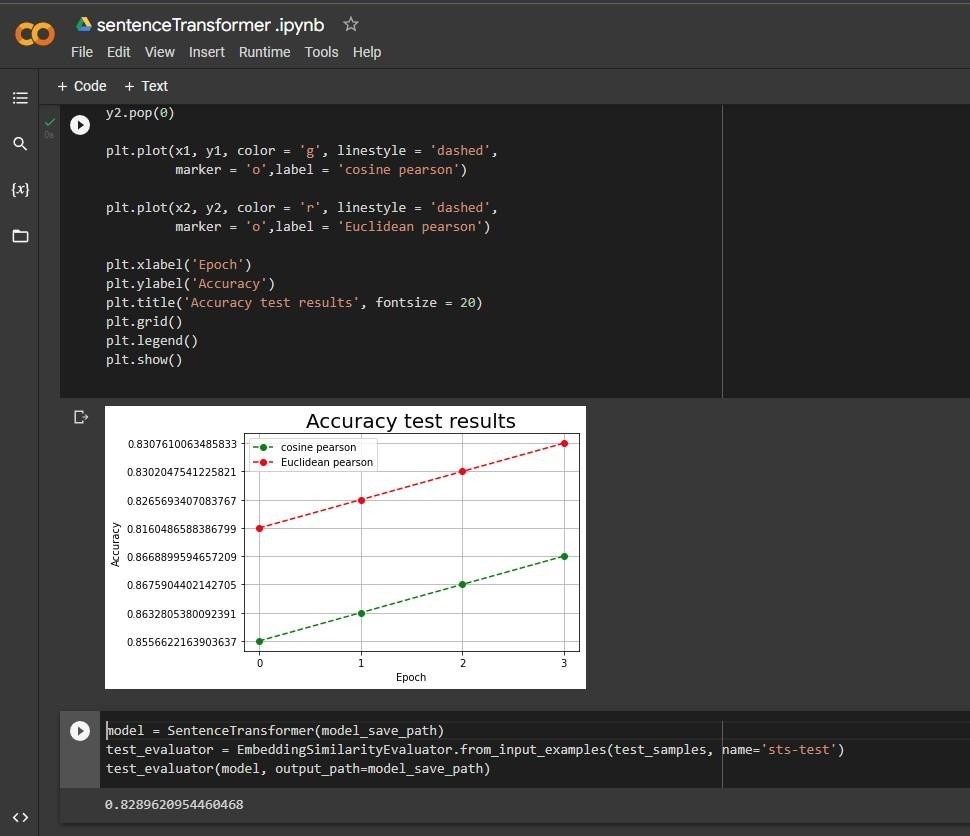 sentenceTransformer .ipynb
File Edit View Insert Runtime Tools Help
+ Code + Text
y2.pop(0)
0s
plt.plot(x1, y1, color = 'g', linestyle = 'dashed',
marker = 'o',label = 'cosine pearson')
plt.plot(x2, y2, color = 'r', linestyle = 'dashed',
marker = 'o',label = 'Euclidean pearson')
{x}
plt.xlabel('Epoch')
plt.ylabel('Accuracy')
plt.title('Accuracy test results', fontsize = 20)
plt.grid()
plt.legend()
plt.show()
Accuracy test results
cosine pearson
Euclidean pearson
0.8307610063485833
0.8302047541225821
0.8265693407083767
0.8160486588386799
0.8668899594657209
0.8675904402142705
0.8632805380092391
0.8556622163903637
Accuracy
0 1 2 3
Epoch
model = SentenceTransformer(model_save_path)
test_evaluator = EmbeddingSimilarityEvaluator.from_input_examples(test_samples, name='sts-test')
test_evaluator(model, output_path=model_save_path)
0.8289620954460468